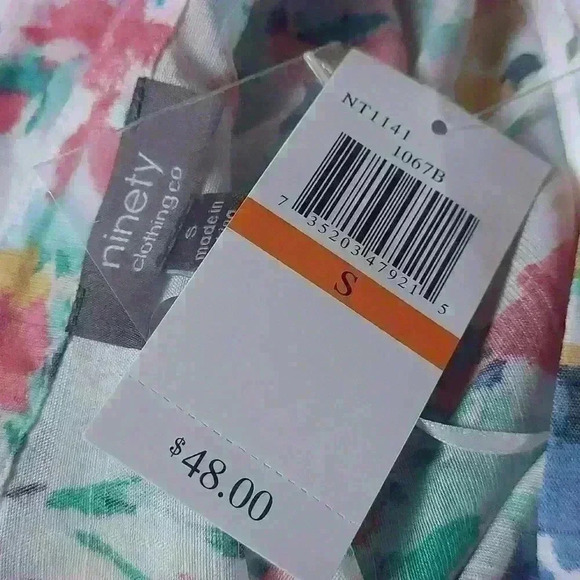 ninety
clothing co
S
made in
NT1141
1067B
7 35203 47921 5
S
$48.00